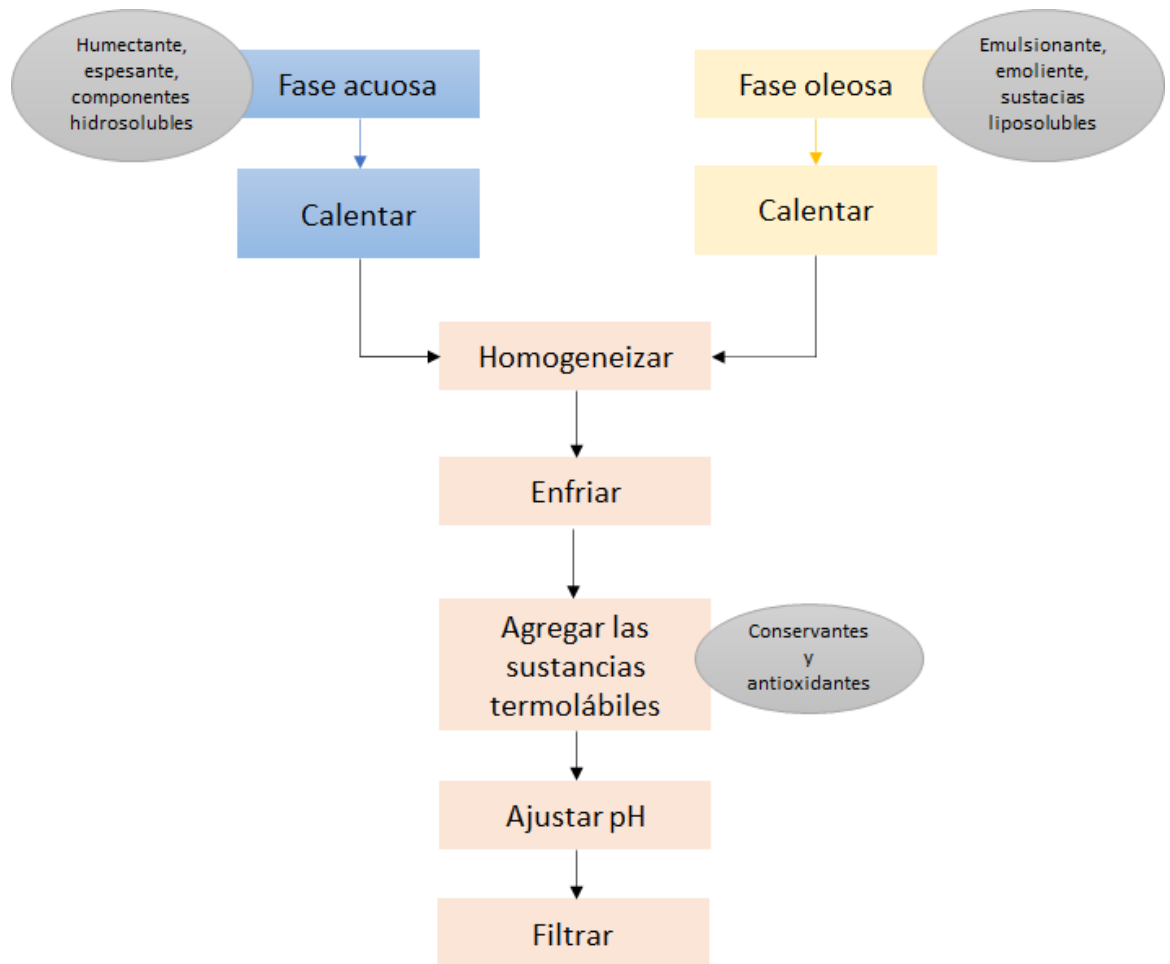 Humectante,
espesante,
componentes
hidrosolubles
Fase acuosa
Fase oleosa
Emulsionante,
emoliente,
sustacias
liposolubles
Calentar
Calentar
Homogeneizar
Enfriar
Agregar las
sustancias
termolábiles
Conservantes
y
antioxidantes
Ajustar pH
Filtrar